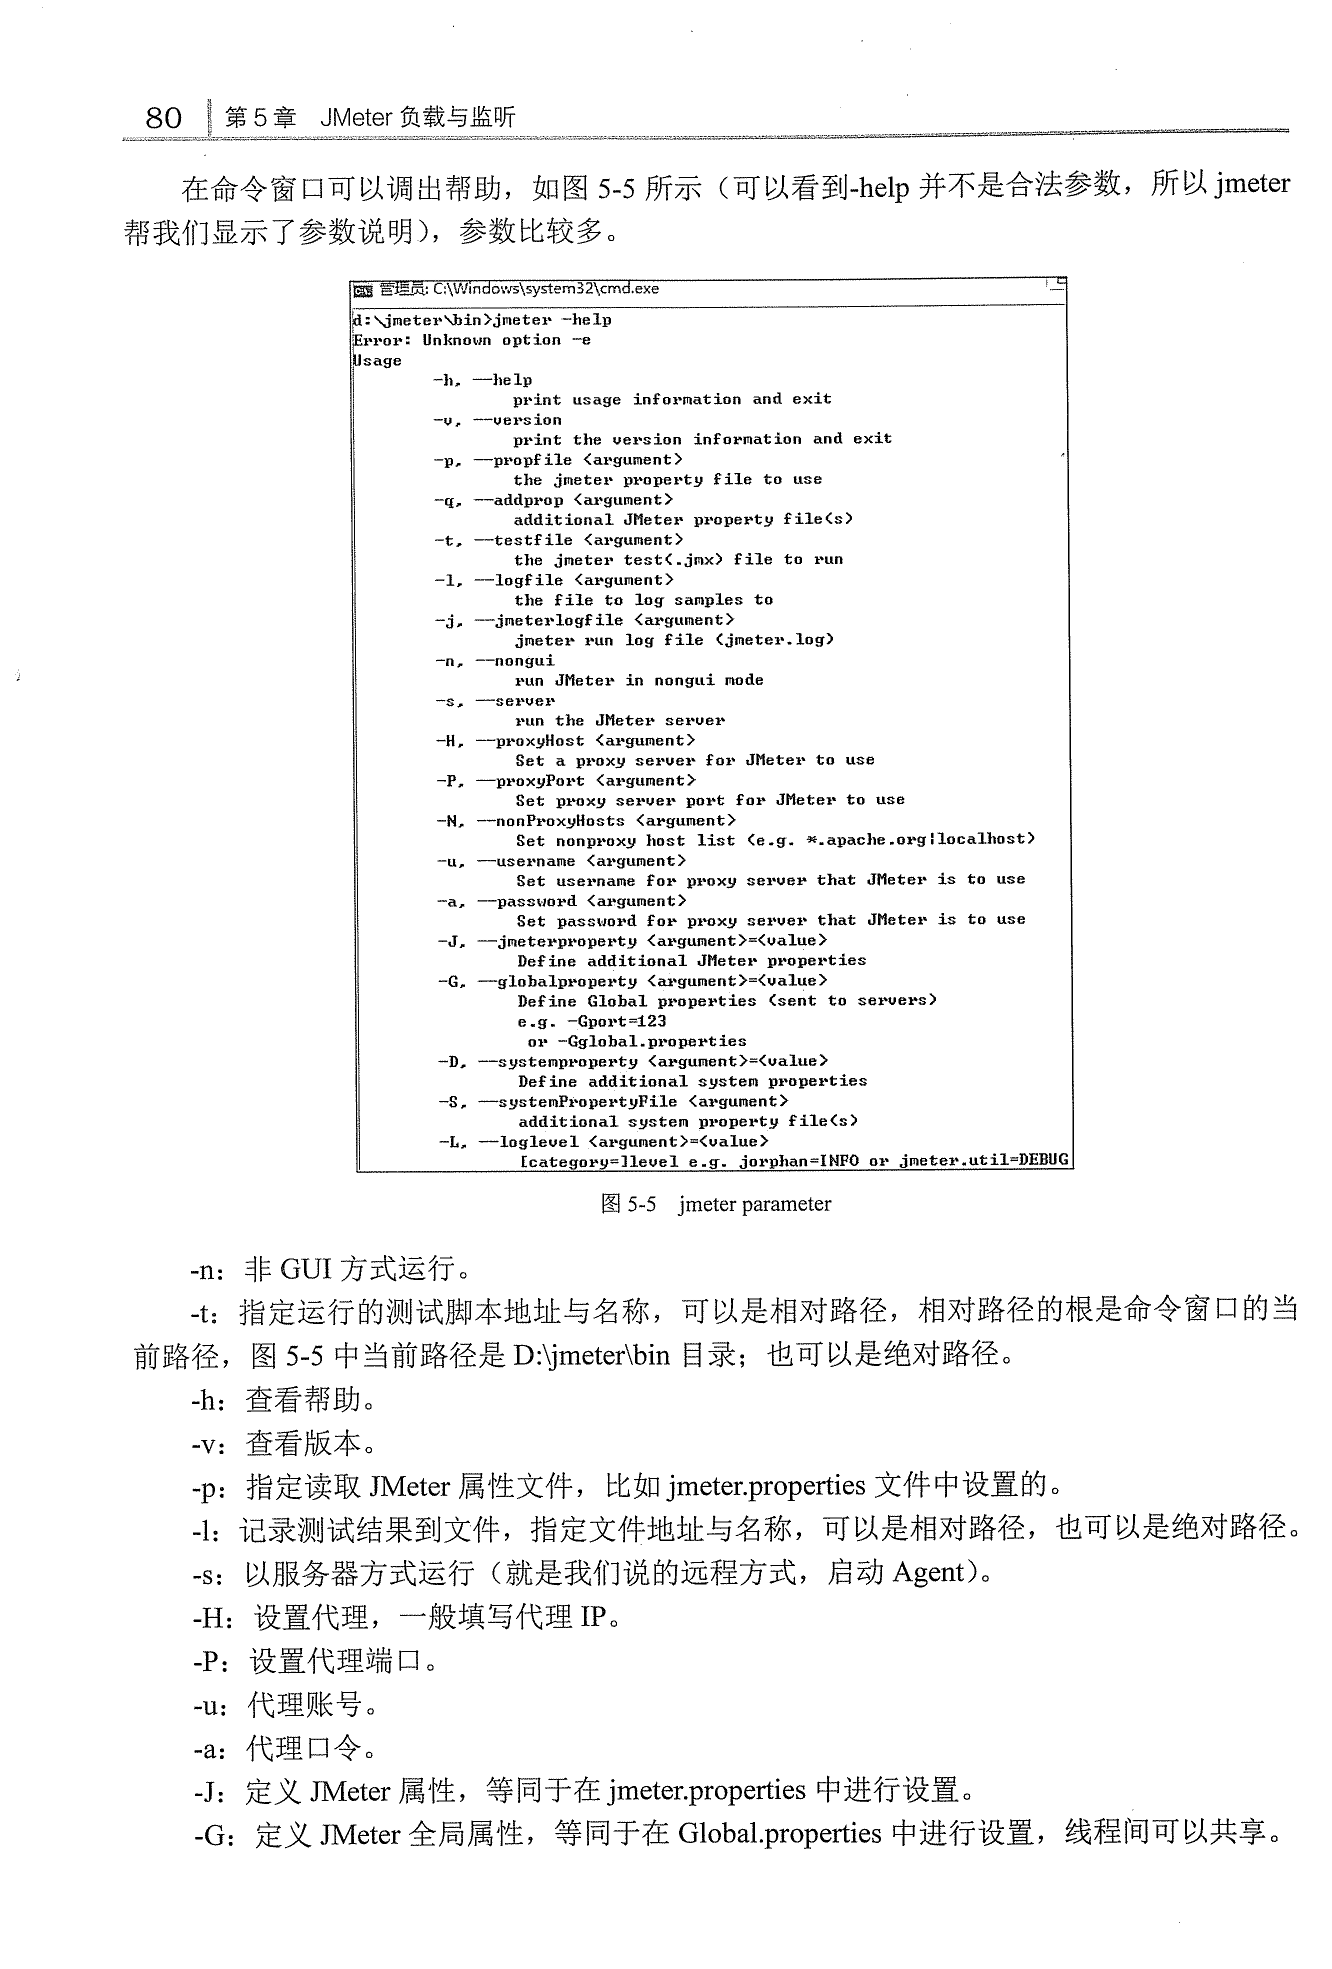 80 第 5 章 JMeter 负载与监听
在命令窗口可以调出帮助，如图 5-5 所示（可以看到-help 并不是合法参数，所以 jmeter
帮我们显示了参数说明），参数比较多。
管理员: C:\Windows\system32\cmd.exe
d:\jmeter\bin>jmeter -help
Error: Unknown option -e
Usage
-h, --help
print usage information and exit
-v, --version
print the version information and exit
-p, --propfile <argument>
the jmeter property file to use
-q, --addprop <argument>
additional JMeter property file(s)
-t, --testfile <argument>
the jmeter test(.jmx) file to run
-l, --logfile <argument>
the file to log samples to
-j, --jmeterlogfile <argument>
jmeter run log file (jmeter.log)
-n, --nongui
run JMeter in nongui mode
-s, --server
run the JMeter server
-H, --proxyHost <argument>
Set a proxy server for JMeter to use
-P, --proxyPort <argument>
Set proxy server port for JMeter to use
-N, --nonProxyHosts <argument>
Set nonproxy host list (e.g. *.apache.org|localhost)
-u, --username <argument>
Set username for proxy server that JMeter is to use
-a, --password <argument>
Set password for proxy server that JMeter is to use
-J, --jmeterproperty <argument>=<value>
Define additional JMeter properties
-G, --globalproperty <argument>=<value>
Define Global properties (sent to servers)
e.g. -Gport=123
or -Gglobal.properties
-D, --systemproperty <argument>=<value>
Define additional system properties
-S, --systemPropertyFile <argument>
additional system property file(s)
-L, --loglevel <argument>=<value>
[category=]level e.g. jorphan=INFO or jmeter.util=DEBUG
图 5-5 jmeter parameter
-n：非 GUI 方式运行。
-t：指定运行的测试脚本地址与名称，可以是相对路径，相对路径的根是命令窗口的当
前路径，图 5-5 中当前路径是 D:\jmeter\bin 目录；也可以是绝对路径。
-h：查看帮助。
-v：查看版本。
-p：指定读取 JMeter 属性文件，比如 jmeter.properties 文件中设置的。
-l：记录测试结果到文件，指定文件地址与名称，可以是相对路径，也可以是绝对路径。
-s：以服务器方式运行（就是我们说的远程方式，启动 Agent）。
-H：设置代理，一般填写代理 IP。
-P：设置代理端口。
-u：代理账号。
-a：代理口令。
-J：定义 JMeter 属性，等同于在 jmeter.properties 中进行设置。
-G：定义 JMeter 全局属性，等同于在 Global.properties 中进行设置，线程间可以共享。